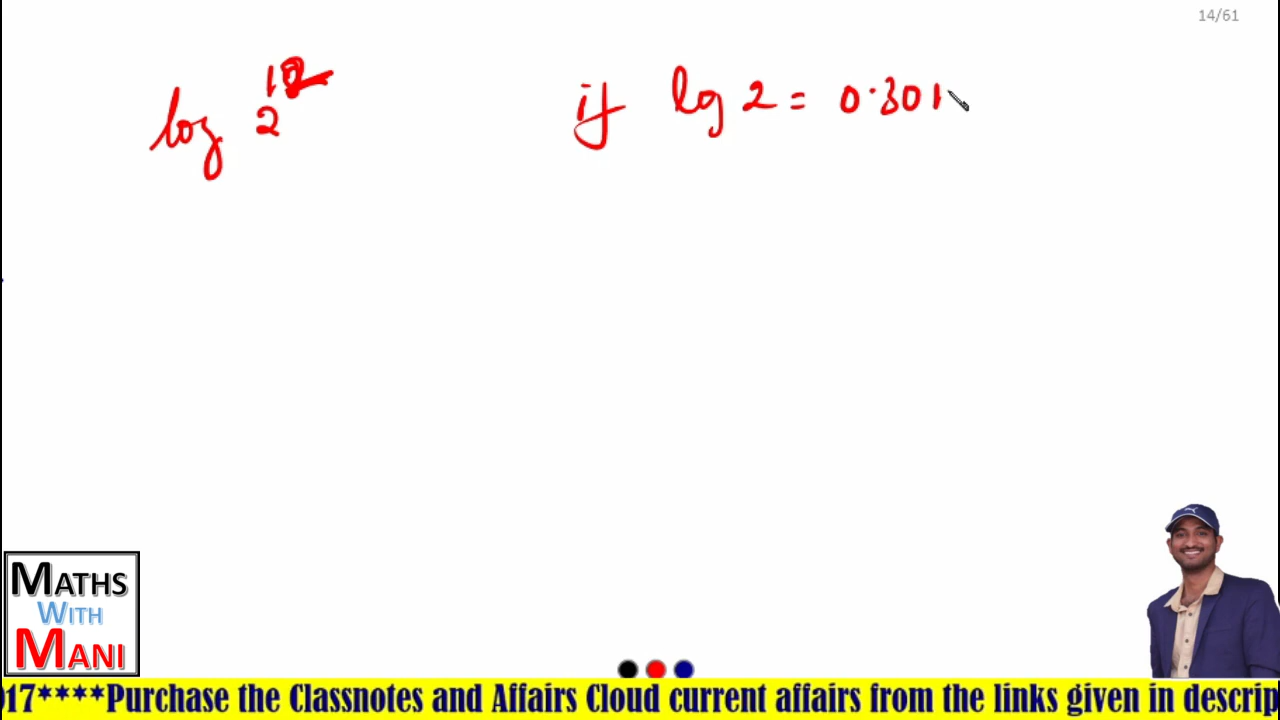 14/61
log 2^12 if log 2 = 0.301
MATHS
WITH
MANI
017****Purchase the Classnotes and Affairs Cloud current affairs from the links given in descrip